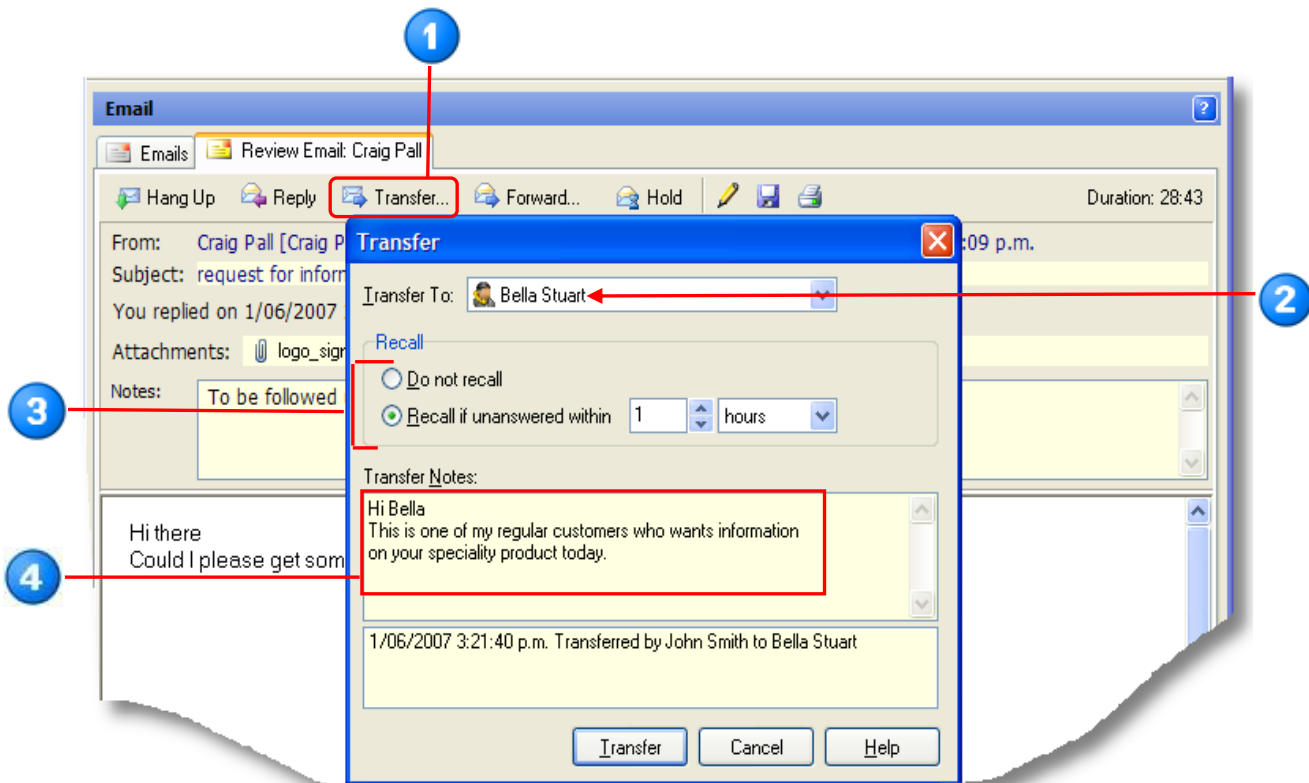 1
Email
?
Emails Review Email: Craig Pall
Hang Up Reply Transfer... Forward... Hold Duration: 28:43
From: Craig Pall [Craig P :09 p.m.
Subject: request for inform
You replied on 1/06/2007
Attachments: logo_sign
Notes: To be followed
Transfer
Transfer To: Bella Stuart
2
Recall
Do not recall
Recall if unanswered within 1 hours
3
Transfer Notes:
Hi Bella
This is one of my regular customers who wants information
on your speciality product today.
4
Hi there
Could I please get som
1/06/2007 3:21:40 p.m. Transferred by John Smith to Bella Stuart
Transfer Cancel Help